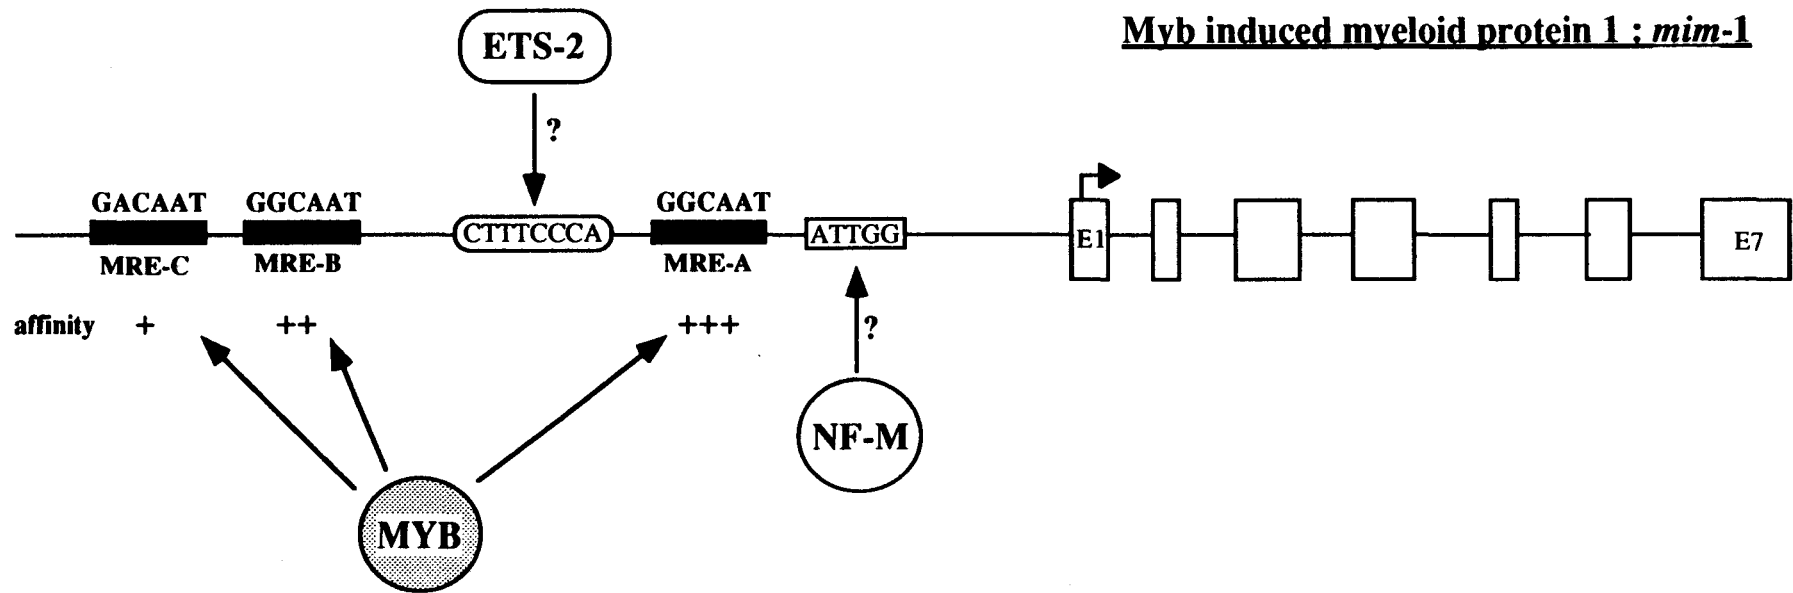 Myb induced myeloid protein 1 : mim-1
ETS-2
?
GACAAT GGCAAT GGCAAT
CTTTCCCA ATTGG E1 E7
MRE-C MRE-B MRE-A
affinity + ++ +++
?
NF-M
MYB